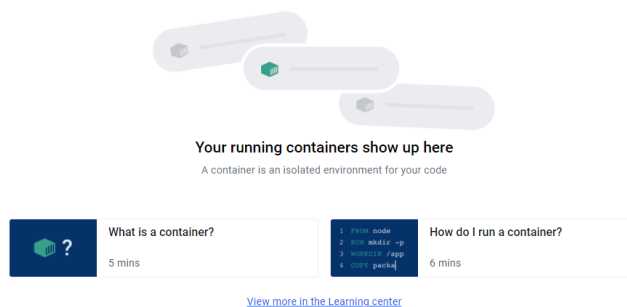 Your running containers show up here
A container is an isolated environment for your code
?
What is a container?
5 mins
1 FROM node
2 RUN mkdir -p
3 WORKDIR /app
4 COPY packa
How do I run a container?
6 mins
View more in the Learning center